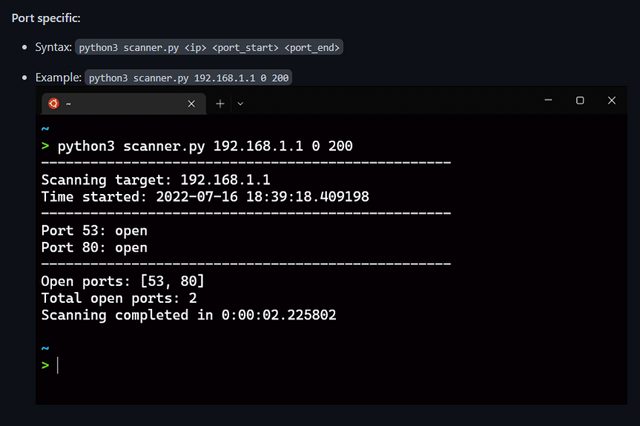 Port specific:
Syntax: python3 scanner.py <ip> <port_start> <port_end>
Example: python3 scanner.py 192.168.1.1 0 200
~
~
> python3 scanner.py 192.168.1.1 0 200
--------------------------------------------------
Scanning target: 192.168.1.1
Time started: 2022-07-16 18:39:18.409198
--------------------------------------------------
Port 53: open
Port 80: open
--------------------------------------------------
Open ports: [53, 80]
Total open ports: 2
Scanning completed in 0:00:02.225802
~
>